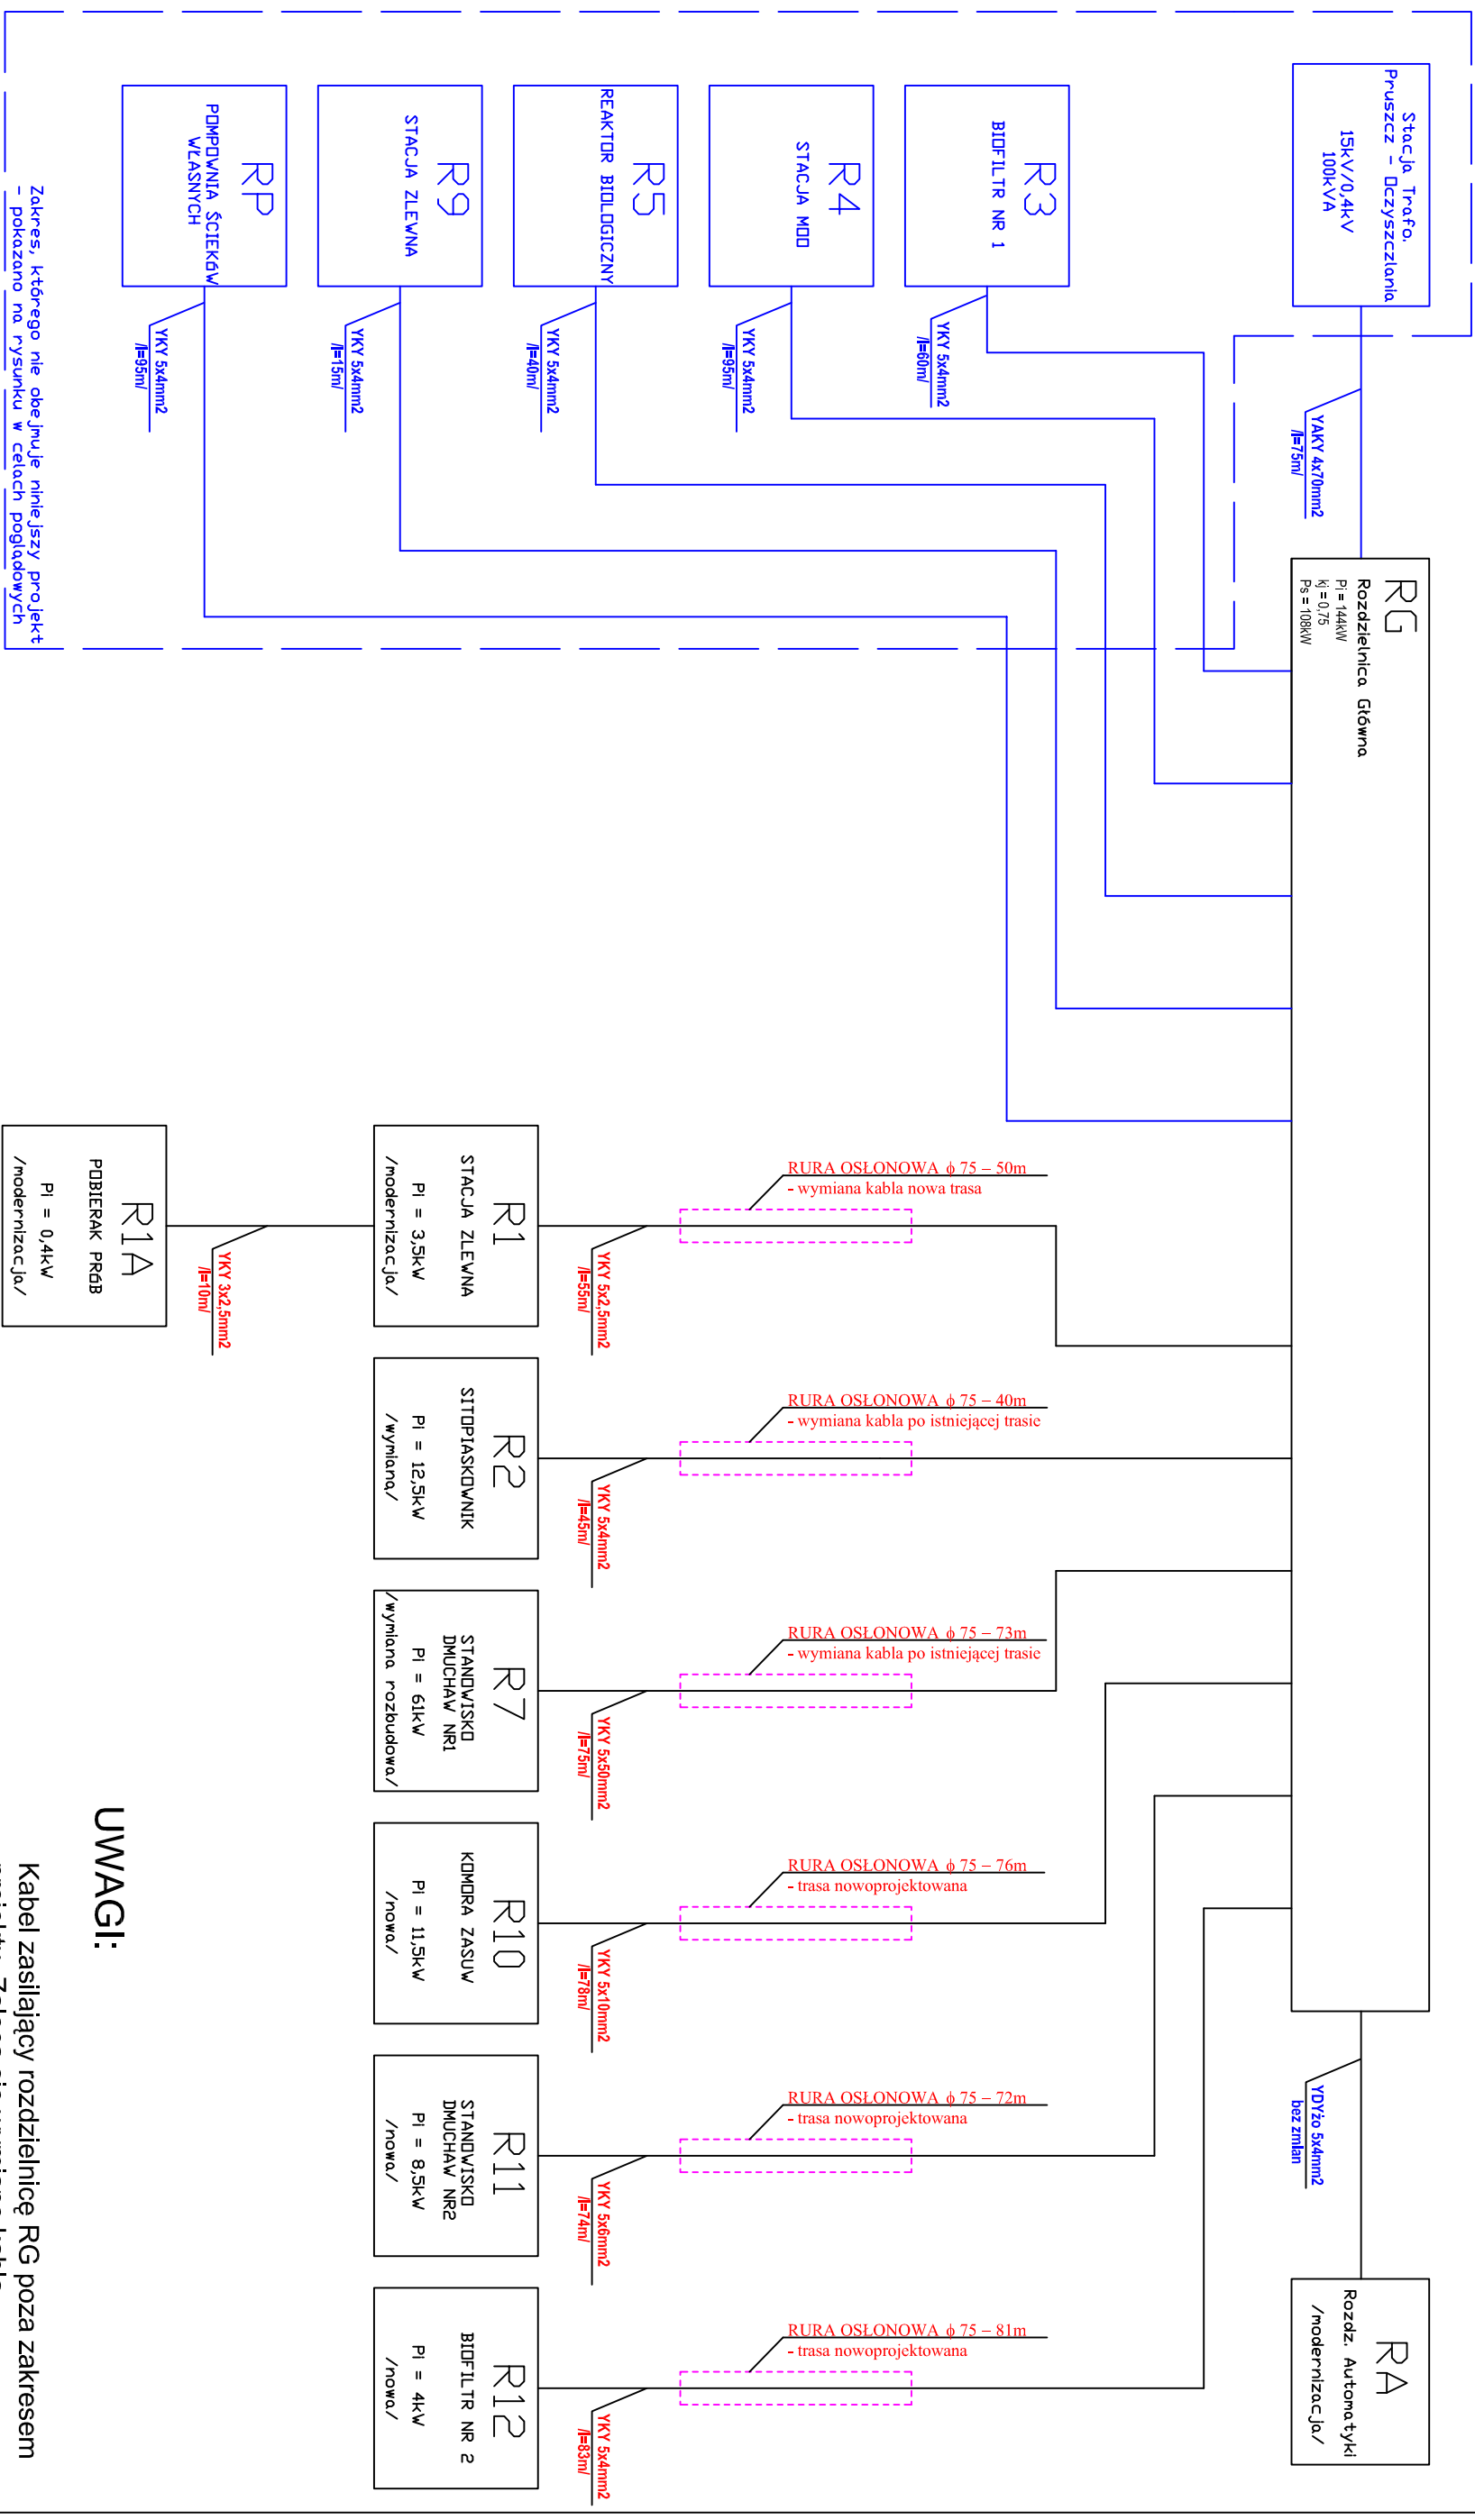 Stacja Trafo.
Pruszcz - Oczyszczlania
15kV/0,4kV
100kVA
YAKY 4x70mm2
/l=75m/
RG
Rozdzielnica Główna
Pi = 144kW
kj = 0,75
Ps = 108kW
YDYżo 5x4mm2
bez zmian
RA
Rozdz. Automatyki
/modernizacja/
R3
BIOFILTR NR 1
YKY 5x4mm2
/l=60m/
R4
STACJA MOO
YKY 5x4mm2
/l=95m/
R5
REAKTOR BIOLOGICZNY
YKY 5x4mm2
/l=40m/
R9
STACJA ZLEWNA
YKY 5x4mm2
/l=15m/
RP
POMPOWNIA ŚCIEKÓW
WŁASNYCH
YKY 5x4mm2
/l=95m/
Zakres, którego nie obejmuje niniejszy projekt
- pokazano na rysunku w celach poglądowych
RURA OSŁONOWA ϕ 75 – 50m
- wymiana kabla nowa trasa
YKY 5x2,5mm2
/l=55m/
R1
STACJA ZLEWNA
Pi = 3,5kW
/modernizacja/
YKY 3x2,5mm2
/l=10m/
R1A
POBIERAK PRÓB
Pi = 0,4kW
/modernizacja/
RURA OSŁONOWA ϕ 75 – 40m
- wymiana kabla po istniejącej trasie
YKY 5x4mm2
/l=45m/
R2
SITOPIASKOWNIK
Pi = 12,5kW
/wymiana/
RURA OSŁONOWA ϕ 75 – 73m
- wymiana kabla po istniejącej trasie
YKY 5x50mm2
/l=75m/
R7
STANOWISKO
DMUCHAW NR1
Pi = 61kW
/wymiana rozbudowa/
RURA OSŁONOWA ϕ 75 – 76m
- trasa nowoprojektowana
YKY 5x10mm2
/l=78m/
R10
KOMORA ZASUW
Pi = 11,5kW
/nowa/
RURA OSŁONOWA ϕ 75 – 72m
- trasa nowoprojektowana
YKY 5x6mm2
/l=74m/
R11
STANOWISKO
DMUCHAW NR2
Pi = 8,5kW
/nowa/
RURA OSŁONOWA ϕ 75 – 81m
- trasa nowoprojektowana
YKY 5x4mm2
/l=83m/
R12
BIOFILTR NR 2
Pi = 4kW
/nowa/
UWAGI:
Kabel zasilający rozdzielnicę RG poza zakresem